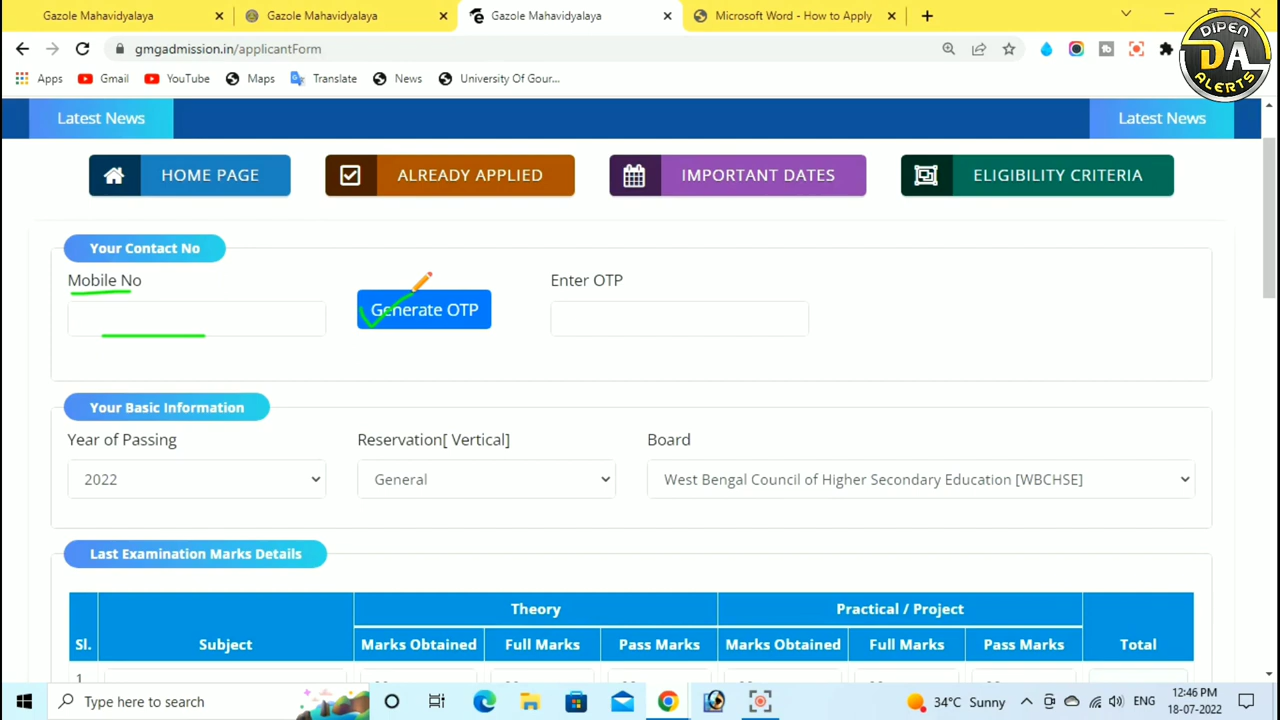 Gazole Mahavidyalaya
Gazole Mahavidyalaya
Gazole Mahavidyalaya
Microsoft Word - How to Apply
gmgadmission.in/applicantForm
DIPEN
DA
ALERTS
Apps
Gmail
YouTube
Maps
Translate
News
University Of Gour...
Latest News
Latest News
HOME PAGE
ALREADY APPLIED
IMPORTANT DATES
ELIGIBILITY CRITERIA
Your Contact No
Mobile No
Generate OTP
Enter OTP
Your Basic Information
Year of Passing
Reservation[ Vertical]
Board
2022
General
West Bengal Council of Higher Secondary Education [WBCHSE]
Last Examination Marks Details
Theory
Practical / Project
Sl.
Subject
Marks Obtained
Full Marks
Pass Marks
Marks Obtained
Full Marks
Pass Marks
Total
1
Type here to search
34°C Sunny
ENG
12:46 PM
18-07-2022